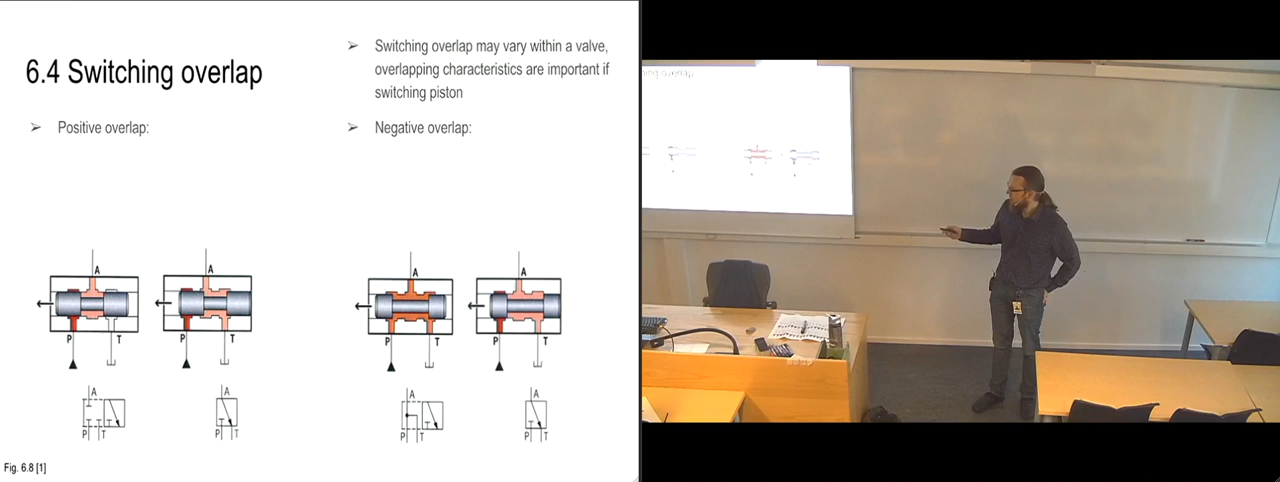 6.4 Switching overlap
➢ Positive overlap:
➢ Switching overlap may vary within a valve,
overlapping characteristics are important if
switching piston
➢ Negative overlap:
A
P T
A
P T
A
P T
A
P T
A
P T
A
P T
A
P T
A
P T
Fig. 6.8 [1]